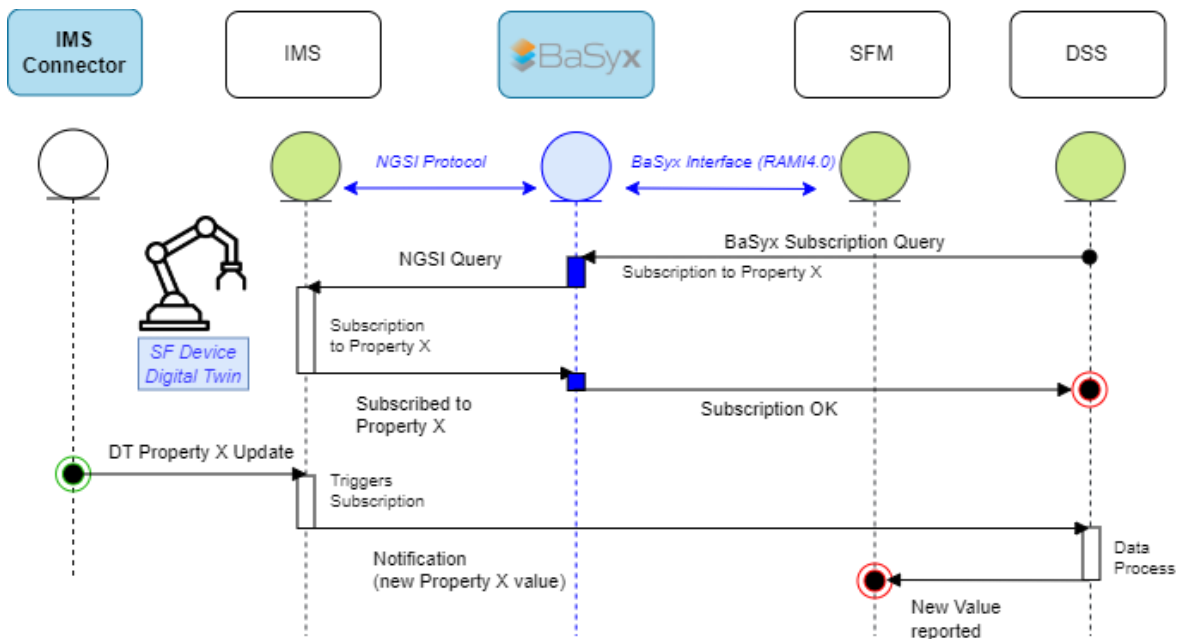 IMS
Connector
IMS
BaSyx
SFM
DSS
NGSI Protocol
BaSyx Interface (RAMI4.0)
BaSyx Subscription Query
NGSI Query
Subscription to Property X
Subscription
to Property X
SF Device
Digital Twin
Subscribed to
Property X
Subscription OK
DT Property X Update
Triggers
Subscription
Notification
(new Property X value)
Data
Process
New Value
reported